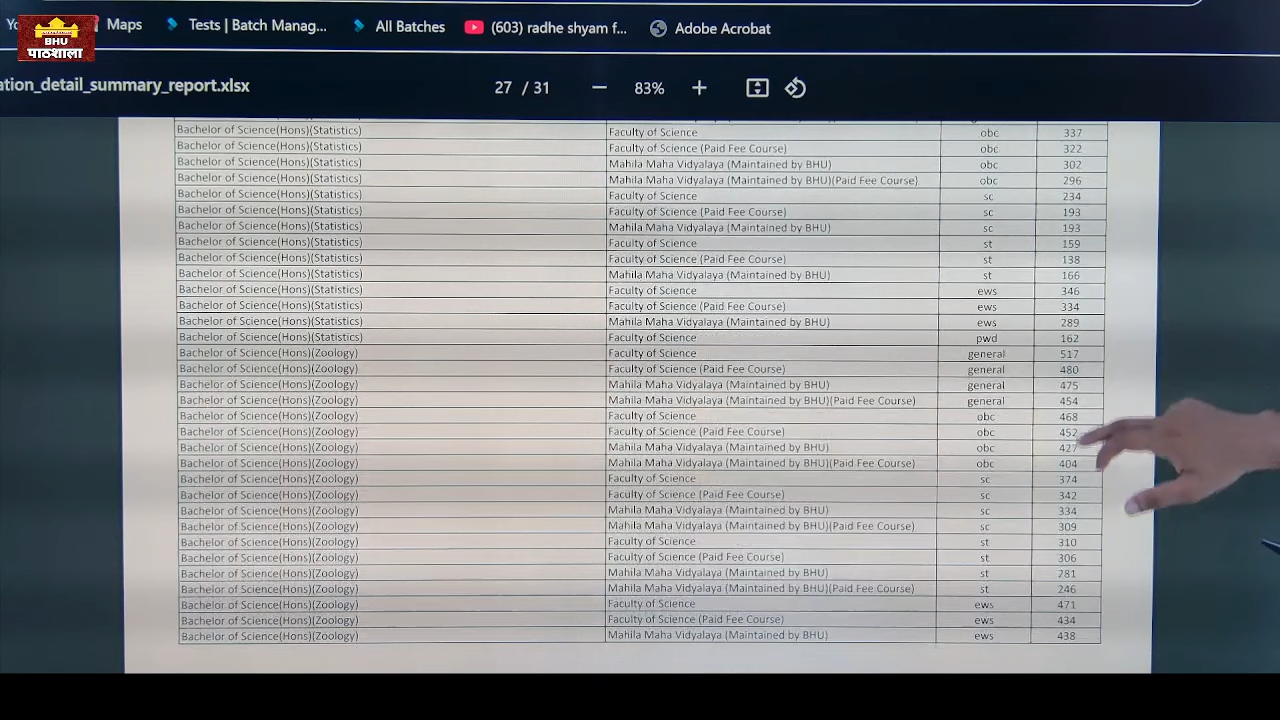 Maps Tests | Batch Manag... All Batches (603) radhe shyam f... Adobe Acrobat
BHU
पाठशाला
ation_detail_summary_report.xlsx 27 / 31 83%
Bachelor of Science(Hons)(Statistics) Faculty of Science obc 337
Bachelor of Science(Hons)(Statistics) Faculty of Science (Paid Fee Course) obc 322
Bachelor of Science(Hons)(Statistics) Mahila Maha Vidyalaya (Maintained by BHU) obc 302
Bachelor of Science(Hons)(Statistics) Mahila Maha Vidyalaya (Maintained by BHU)(Paid Fee Course) obc 296
Bachelor of Science(Hons)(Statistics) Faculty of Science sc 234
Bachelor of Science(Hons)(Statistics) Faculty of Science (Paid Fee Course) sc 193
Bachelor of Science(Hons)(Statistics) Mahila Maha Vidyalaya (Maintained by BHU) sc 193
Bachelor of Science(Hons)(Statistics) Faculty of Science st 159
Bachelor of Science(Hons)(Statistics) Faculty of Science (Paid Fee Course) st 138
Bachelor of Science(Hons)(Statistics) Mahila Maha Vidyalaya (Maintained by BHU) st 166
Bachelor of Science(Hons)(Statistics) Faculty of Science ews 346
Bachelor of Science(Hons)(Statistics) Faculty of Science (Paid Fee Course) ews 334
Bachelor of Science(Hons)(Statistics) Mahila Maha Vidyalaya (Maintained by BHU) ews 289
Bachelor of Science(Hons)(Statistics) Faculty of Science pwd 162
Bachelor of Science(Hons)(Zoology) Faculty of Science general 517
Bachelor of Science(Hons)(Zoology) Faculty of Science (Paid Fee Course) general 480
Bachelor of Science(Hons)(Zoology) Mahila Maha Vidyalaya (Maintained by BHU) general 475
Bachelor of Science(Hons)(Zoology) Mahila Maha Vidyalaya (Maintained by BHU)(Paid Fee Course) general 454
Bachelor of Science(Hons)(Zoology) Faculty of Science obc 468
Bachelor of Science(Hons)(Zoology) Faculty of Science (Paid Fee Course) obc 452
Bachelor of Science(Hons)(Zoology) Mahila Maha Vidyalaya (Maintained by BHU) obc 427
Bachelor of Science(Hons)(Zoology) Mahila Maha Vidyalaya (Maintained by BHU)(Paid Fee Course) obc 404
Bachelor of Science(Hons)(Zoology) Faculty of Science sc 374
Bachelor of Science(Hons)(Zoology) Faculty of Science (Paid Fee Course) sc 342
Bachelor of Science(Hons)(Zoology) Mahila Maha Vidyalaya (Maintained by BHU) sc 334
Bachelor of Science(Hons)(Zoology) Mahila Maha Vidyalaya (Maintained by BHU)(Paid Fee Course) sc 309
Bachelor of Science(Hons)(Zoology) Faculty of Science st 310
Bachelor of Science(Hons)(Zoology) Faculty of Science (Paid Fee Course) st 306
Bachelor of Science(Hons)(Zoology) Mahila Maha Vidyalaya (Maintained by BHU) st 281
Bachelor of Science(Hons)(Zoology) Mahila Maha Vidyalaya (Maintained by BHU)(Paid Fee Course) st 246
Bachelor of Science(Hons)(Zoology) Faculty of Science ews 471
Bachelor of Science(Hons)(Zoology) Faculty of Science (Paid Fee Course) ews 434
Bachelor of Science(Hons)(Zoology) Mahila Maha Vidyalaya (Maintained by BHU) ews 438